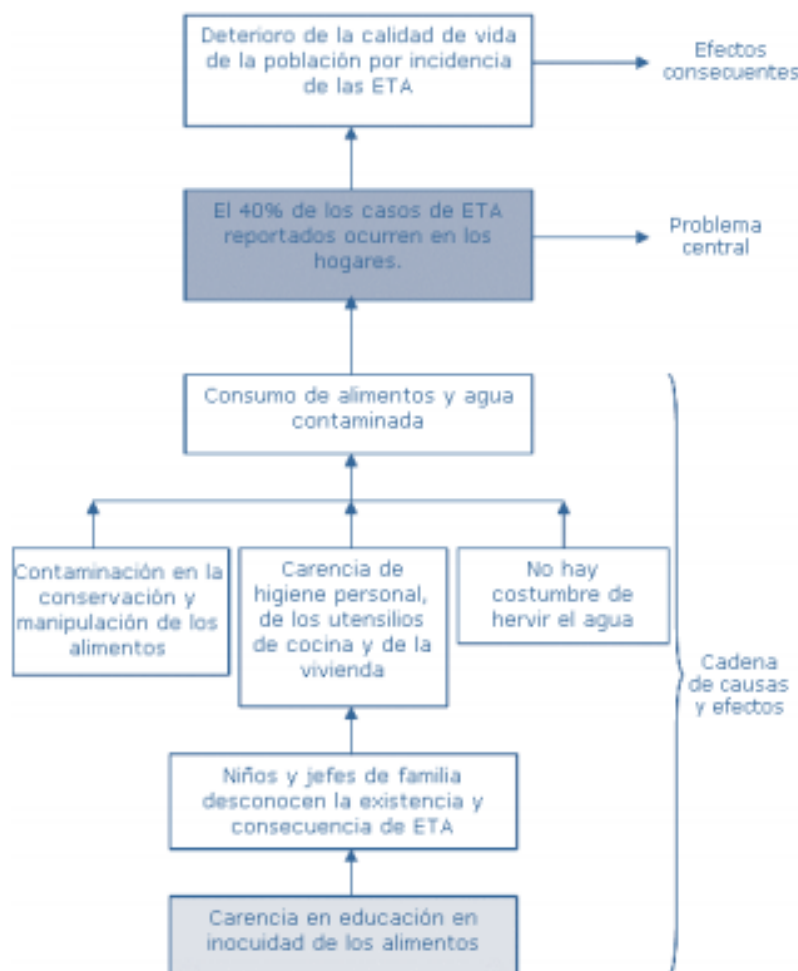 Deterioro de la calidad de vida
de la población por incidencia
de las ETA
Efectos
consecuentes
El 40% de los casos de ETA
reportados ocurren en los
hogares.
Problema
central
Consumo de alimentos y agua
contaminada
Contaminación en la
conservación y
manipulación de los
alimentos
Carencia de
higiene personal,
de los utensilios
de cocina y de la
vivienda
No hay
costumbre de
hervir el agua
Cadena
de causas
y efectos
Niños y jefes de familia
desconocen la existencia y
consecuencia de ETA
Carencia en educación en
inocuidad de los alimentos